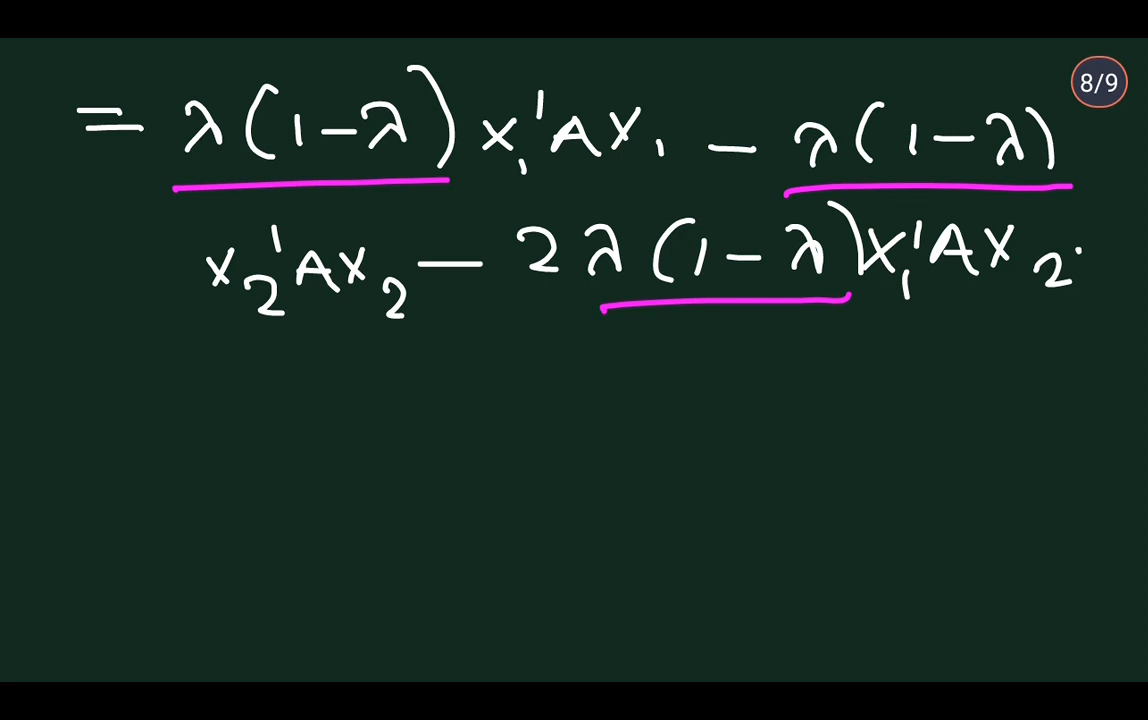 8/9
= λ(1-λ) x₁'Ax₁ - λ(1-λ)
x₂'Ax₂ - 2λ(1-λ)x₁'Ax₂.